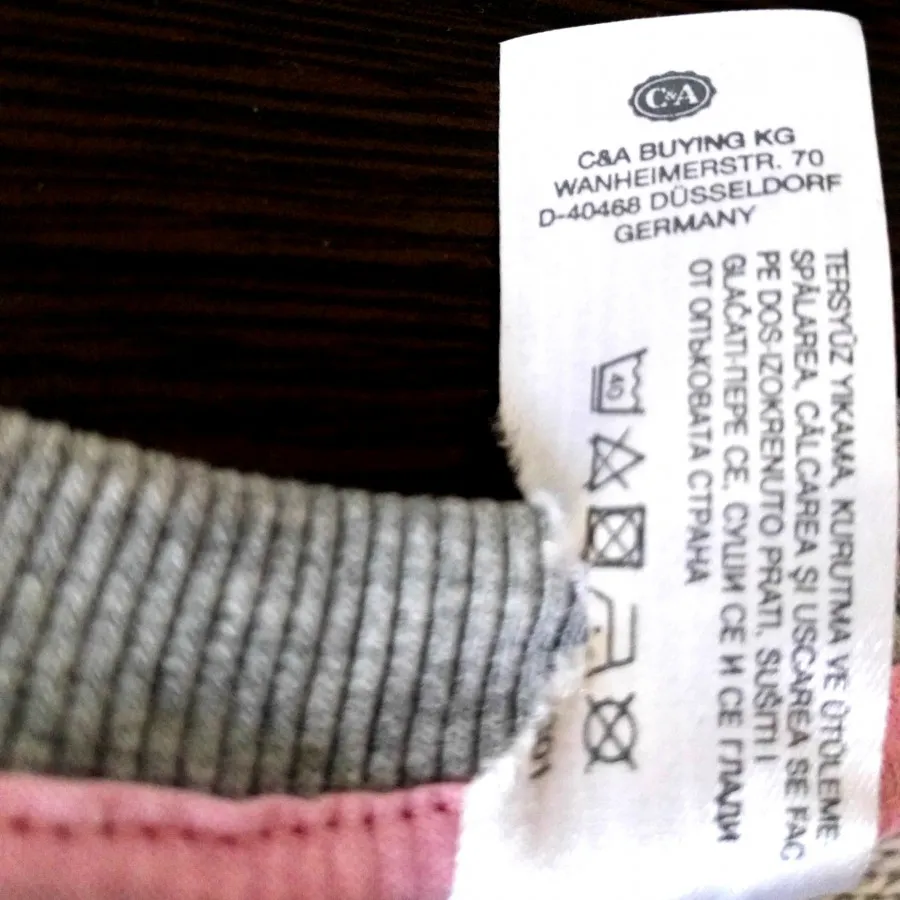 C&A
C&A BUYING KG
WANHEIMERSTR. 70
D-40468 DÜSSELDORF
GERMANY
TERSYÜZ YIKAMA, KURUTMA VE ÜTÜLEME
SPĂLAREA, CĂLCAREA ŞI USCAREA SE FAC
PE DOS-IZOKRENUTO PRATI, SUŠITI I
GLAČATI-ПЕРЕ СЕ, СУШИ СЕ И СЕ ГЛАДИ
ОТ ОПЬКОВАТА СТРАНА
40